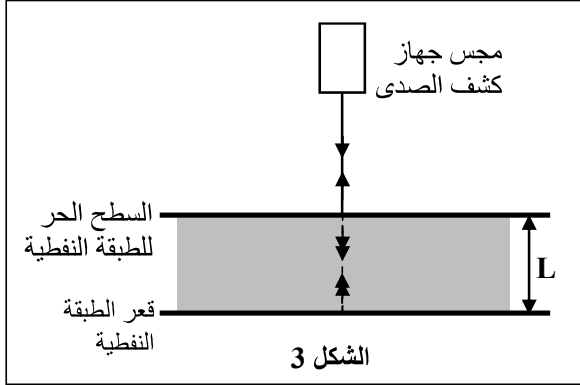 مجس جهاز
كشف الصدى
السطح الحر
للطبقة النفطية
L
قعر الطبقة
النفطية
الشكل 3